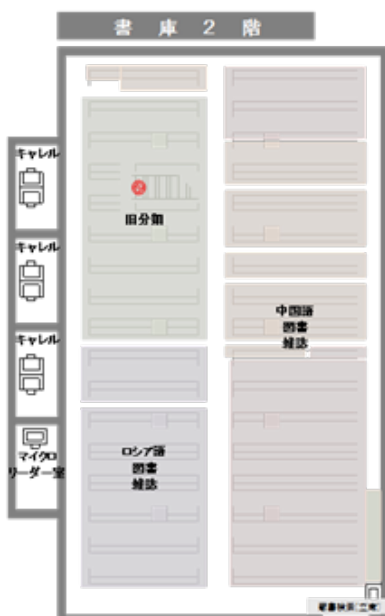 書庫2階
キャレル
キャレル
キャレル
マイクロ
リーダー室
旧分類
中国語
図書
雑誌
ロシア語
図書
雑誌